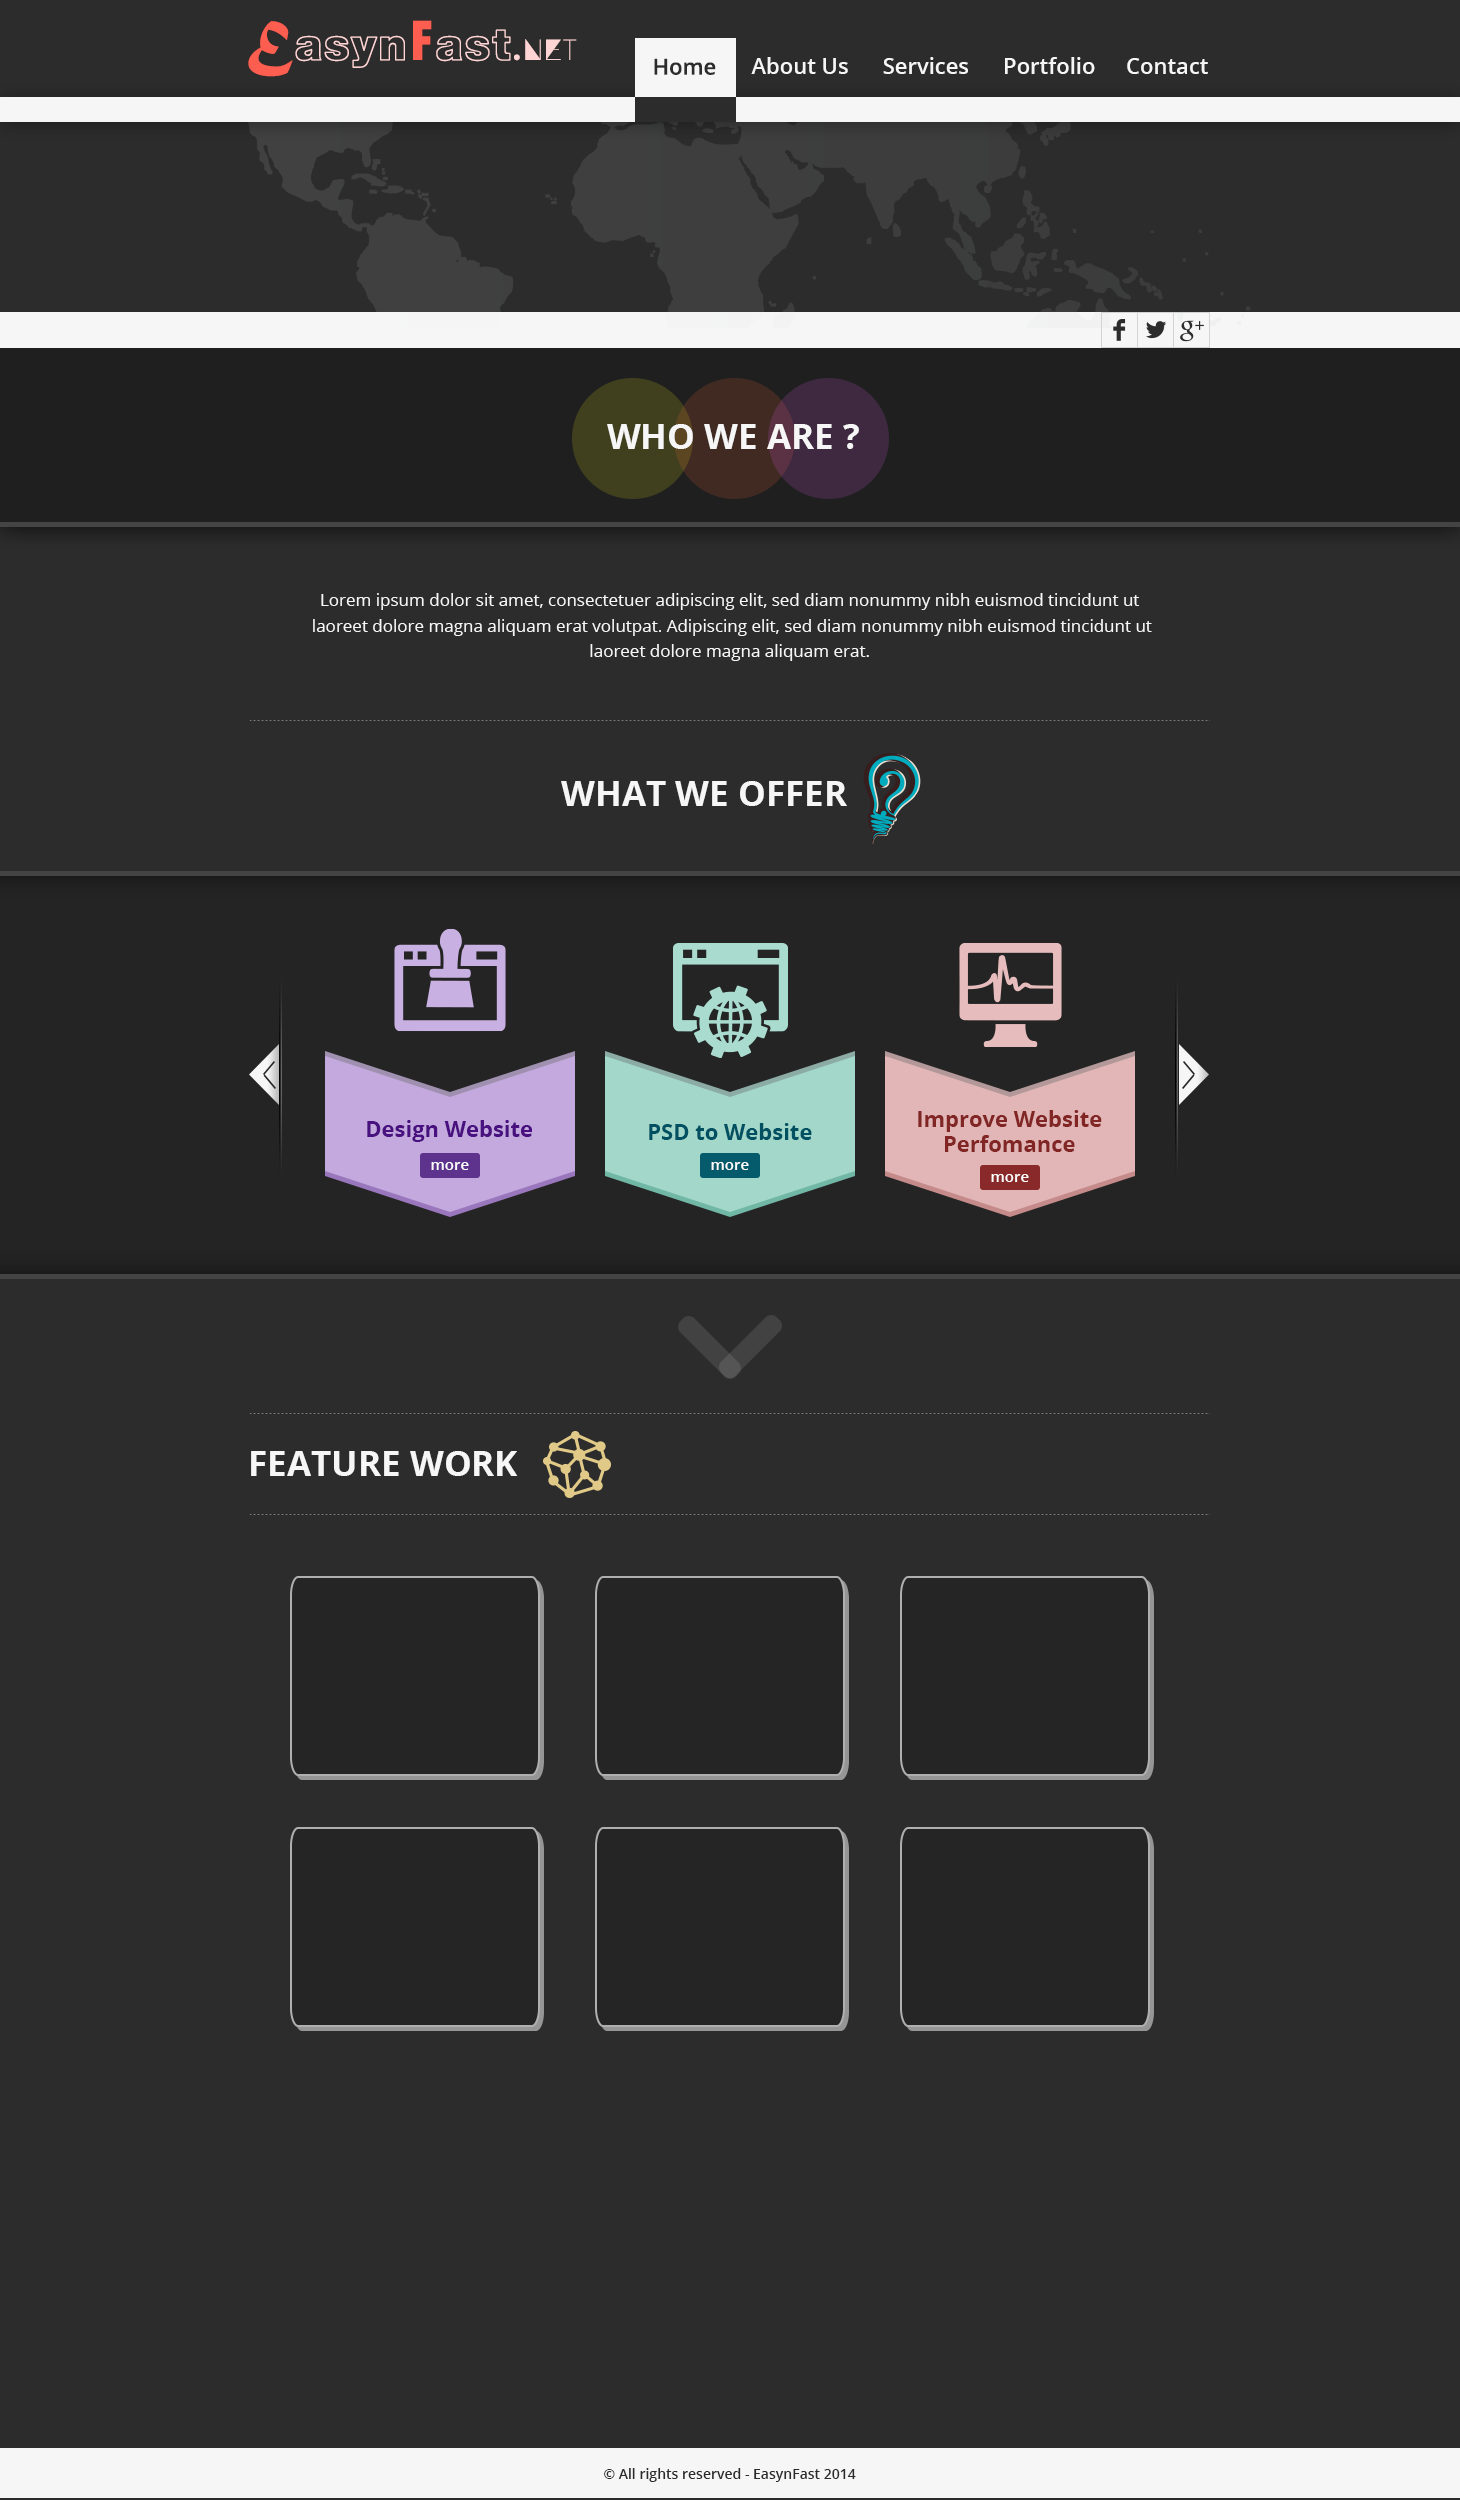 EasynFast.NET
Home About Us Services Portfolio Contact
f g+
WHO WE ARE ?
Lorem ipsum dolor sit amet, consectetuer adipiscing elit, sed diam nonummy nibh euismod tincidunt ut
laoreet dolore magna aliquam erat volutpat. Adipiscing elit, sed diam nonummy nibh euismod tincidunt ut
laoreet dolore magna aliquam erat.
WHAT WE OFFER
Design Website
more
PSD to Website
more
Improve Website
Perfomance
more
FEATURE WORK
© All rights reserved - EasynFast 2014